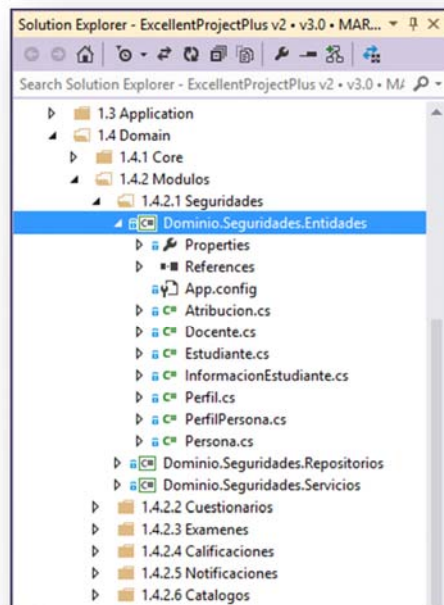 Solution Explorer - ExcellentProjectPlus v2 • v3.0 • MAR...
Search Solution Explorer - ExcellentProjectPlus v2 • v3.0 • MA
1.3 Application
1.4 Domain
1.4.1 Core
1.4.2 Modulos
1.4.2.1 Seguridades
Dominio.Seguridades.Entidades
Properties
References
App.config
Atribucion.cs
Docente.cs
Estudiante.cs
InformacionEstudiante.cs
Perfil.cs
PerfilPersona.cs
Persona.cs
Dominio.Seguridades.Repositorios
Dominio.Seguridades.Servicios
1.4.2.2 Cuestionarios
1.4.2.3 Examenes
1.4.2.4 Calificaciones
1.4.2.5 Notificaciones
1.4.2.6 Catalogos